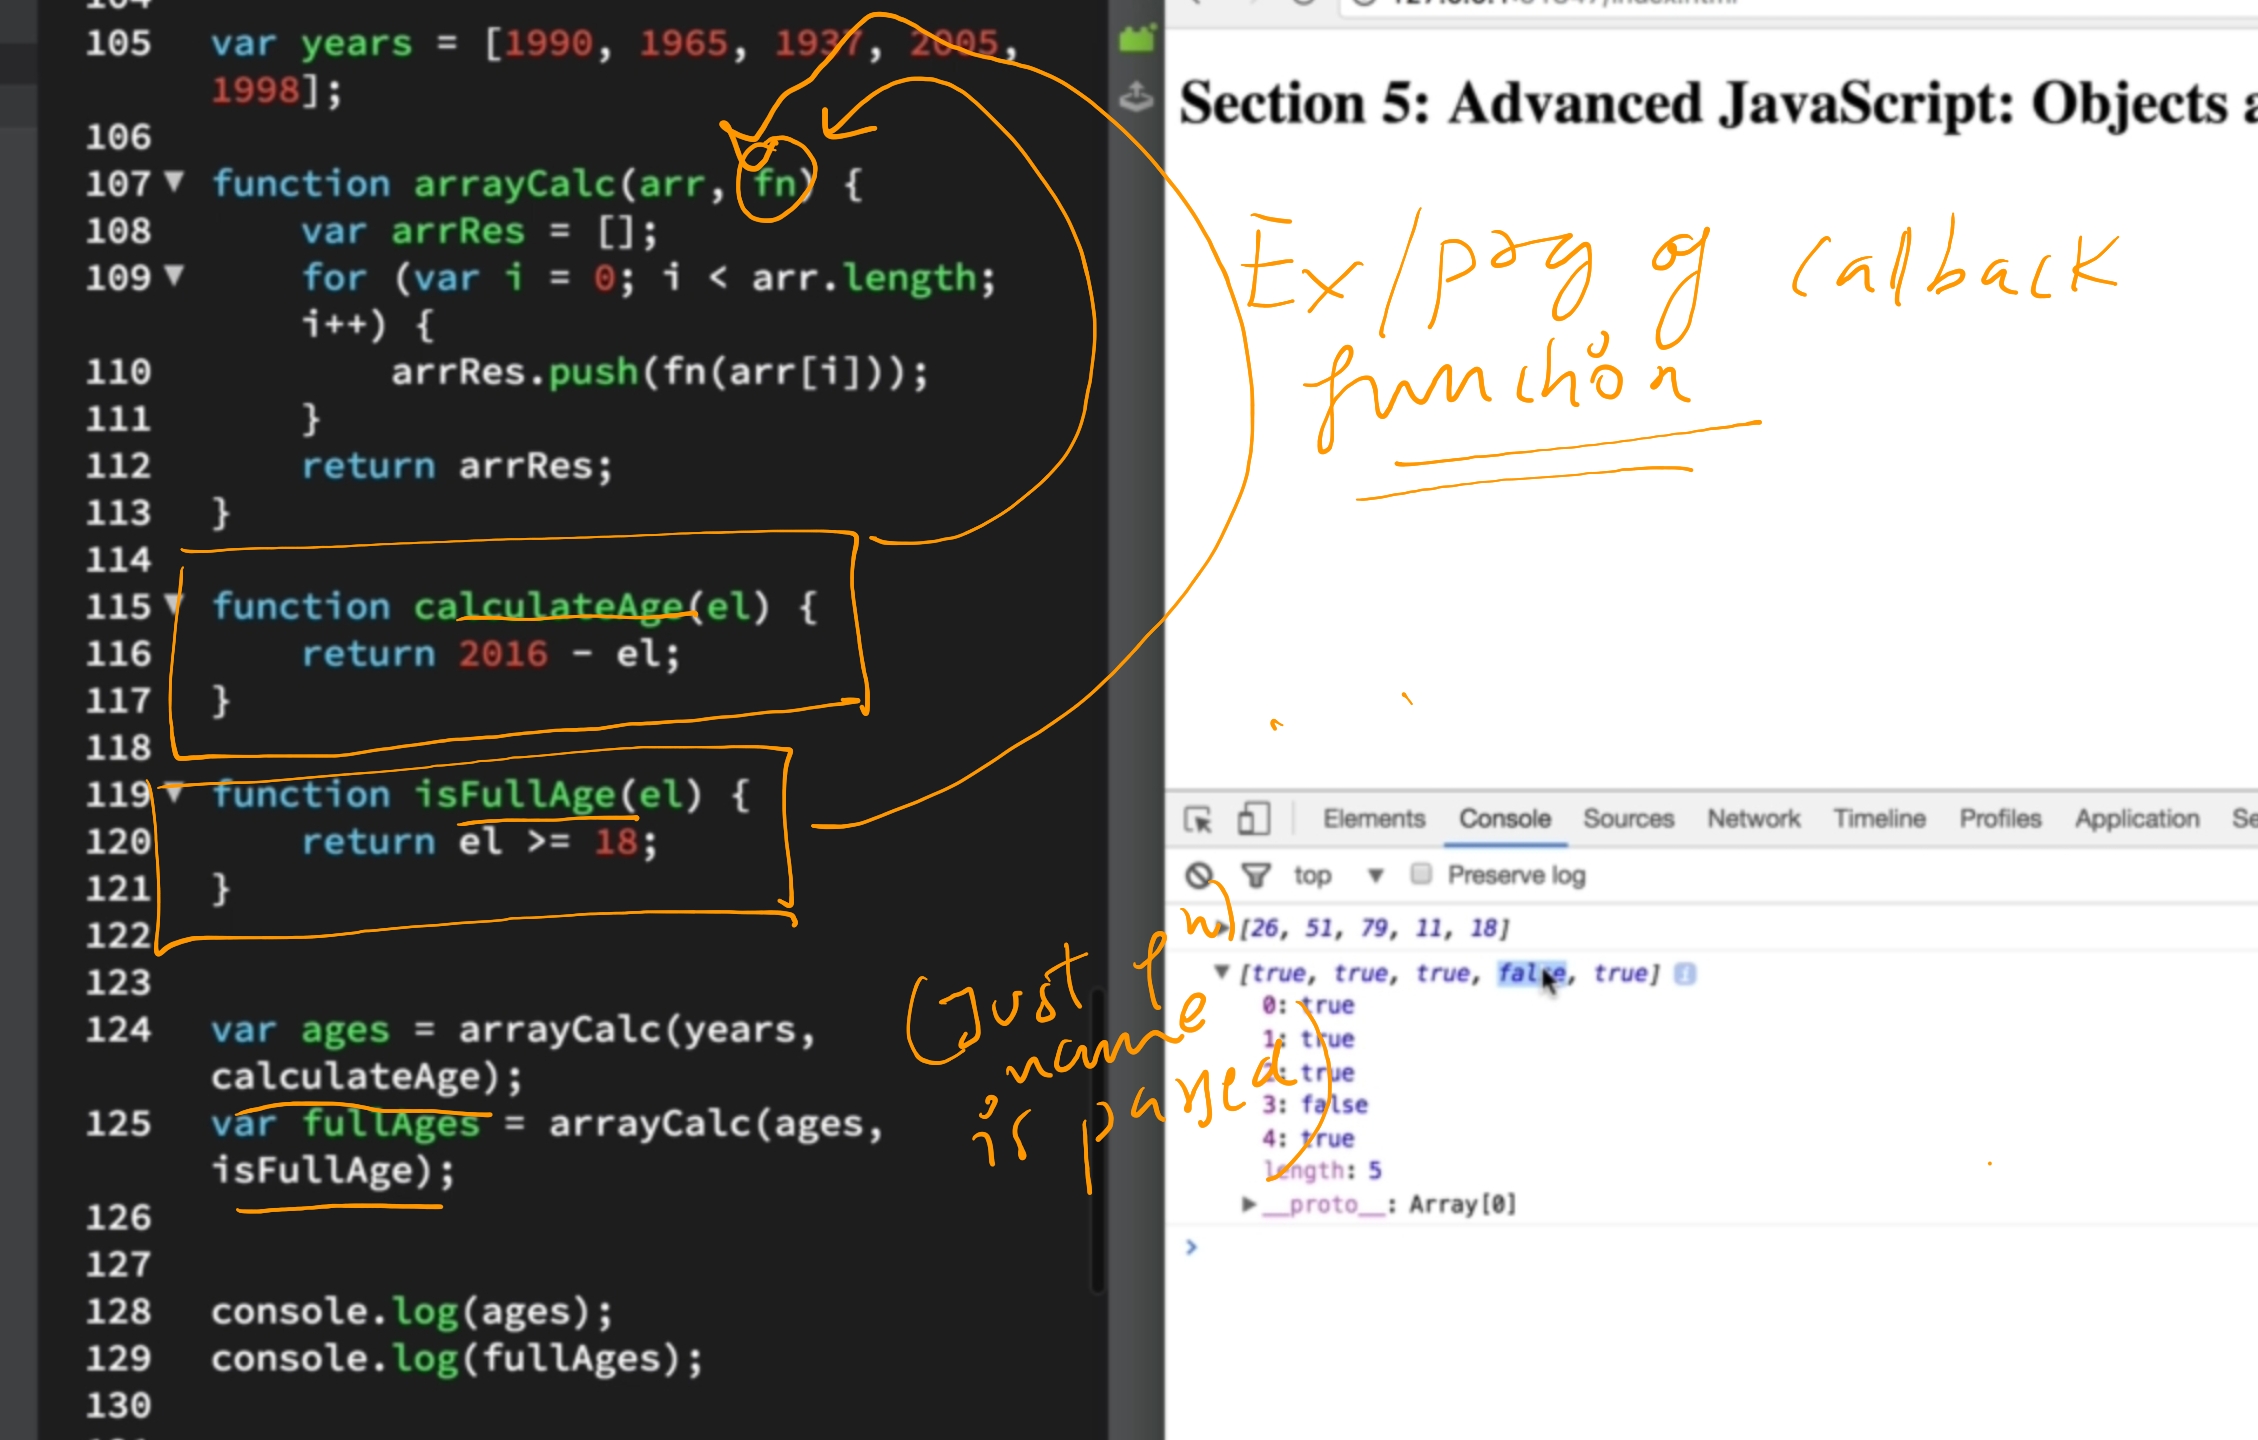 105 var years = [1990, 1965, 1937, 2005,
1998];
106
107 function arrayCalc(arr, fn) {
108 var arrRes = [];
109 for (var i = 0; i < arr.length;
i++) {
110 arrRes.push(fn(arr[i]));
111 }
112 return arrRes;
113 }
114
115 function calculateAge(el) {
116 return 2016 - el;
117 }
118
119 function isFullAge(el) {
120 return el >= 18;
121 }
122
123
124 var ages = arrayCalc(years,
calculateAge);
125 var fullAges = arrayCalc(ages,
isFullAge);
126
127
128 console.log(ages);
129 console.log(fullAges);
130
(Just fn)
name
is passed)
Section 5: Advanced JavaScript: Objects a
of callback
function
Elements Console Sources Network Timeline Profiles Application Se
top Preserve log
[26, 51, 79, 11, 18]
[true, true, true, false, true]
0: true
1: true
2: true
3: false
4: true
length: 5
__proto__: Array[0]